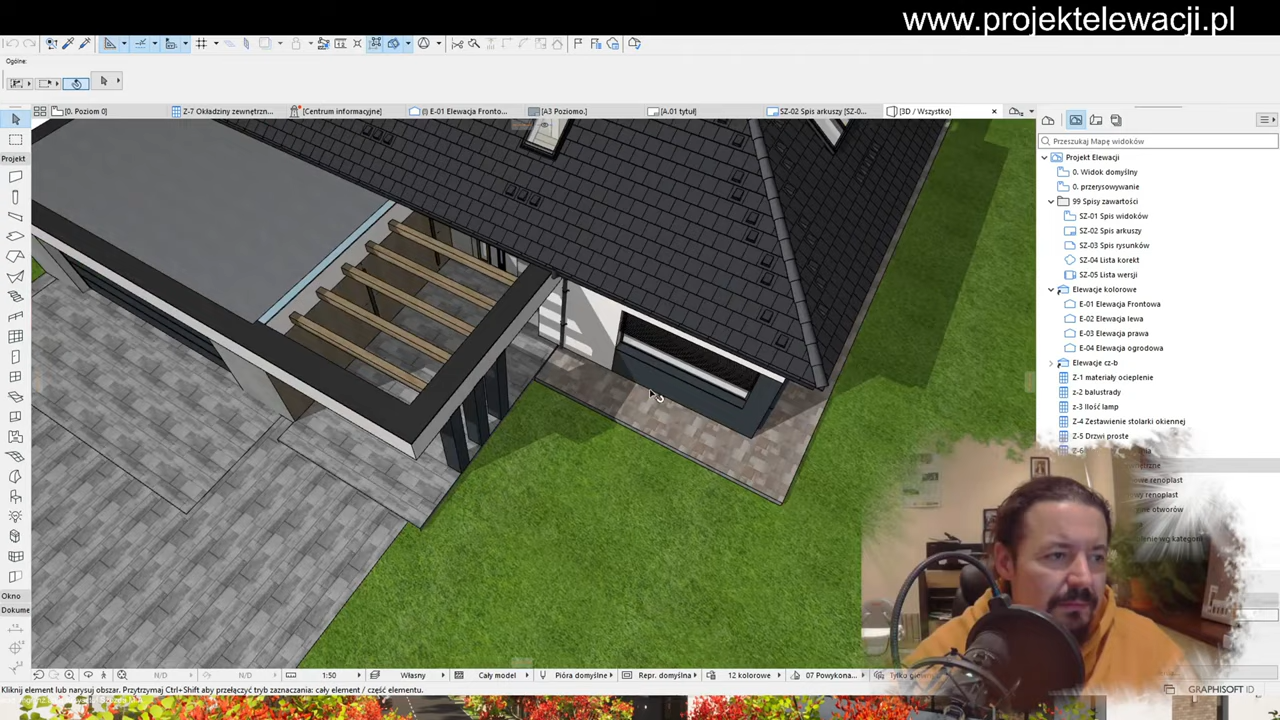 www.projektelewacji.pl
Ogólne:
[0. Poziom 0]
Z-7 Okładziny zewnętrzn...
[Centrum informacyjne]
(!) E-01 Elewacja Fronto...
[A3 Poziomo.]
[A.01 tytuł]
SZ-02 Spis arkuszy [SZ-0...
[3D / Wszystko]
Przeszukaj Mapę widoków
Projekt
Projekt Elewacji
0. Widok domyślny
0. przerysowywanie
99 Spisy zawartości
SZ-01 Spis widoków
SZ-02 Spis arkuszy
SZ-03 Spis rysunków
SZ-04 Lista korekt
SZ-05 Lista wersji
Elewacje kolorowe
E-01 Elewacja Frontowa
E-02 Elewacja lewa
E-03 Elewacja prawa
E-04 Elewacja ogrodowa
Elewacje cz-b
Z-1 materiały ocieplenie
z-2 balustrady
z-3 Ilość lamp
Z-4 Zestawienie stolarki okiennej
Z-5 Drzwi proste
Okno
Dokume
N/D
N/D
1:50
Własny
Cały model
Pióra domyślne
Repr. domyślna
12 kolorowe
07 Powykona...
Kliknij element lub narysuj obszar. Przytrzymaj Ctrl+Shift aby przełączyć tryb zaznaczania: cały element / część elementu.
GRAPHISOFT ID